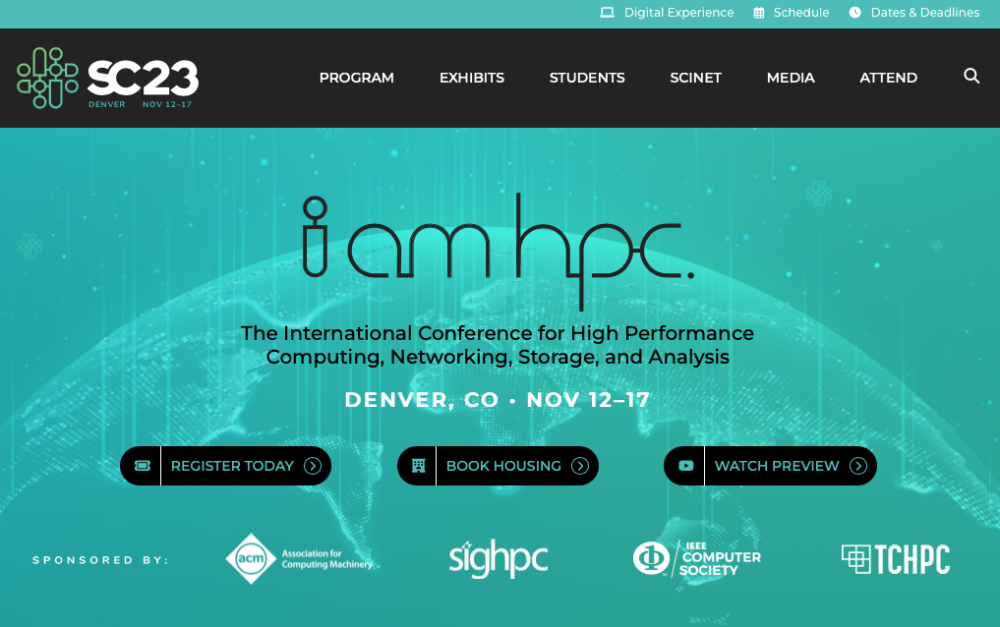 Digital Experience Schedule Dates & Deadlines
SC23
DENVER NOV 12–17
PROGRAM EXHIBITS STUDENTS SCINET MEDIA ATTEND
i am hpc.
The International Conference for High Performance
Computing, Networking, Storage, and Analysis
DENVER, CO • NOV 12–17
REGISTER TODAY BOOK HOUSING WATCH PREVIEW
SPONSORED BY:
acm Association for
Computing Machinery
sighpc
IEEE
COMPUTER
SOCIETY
TCHPC